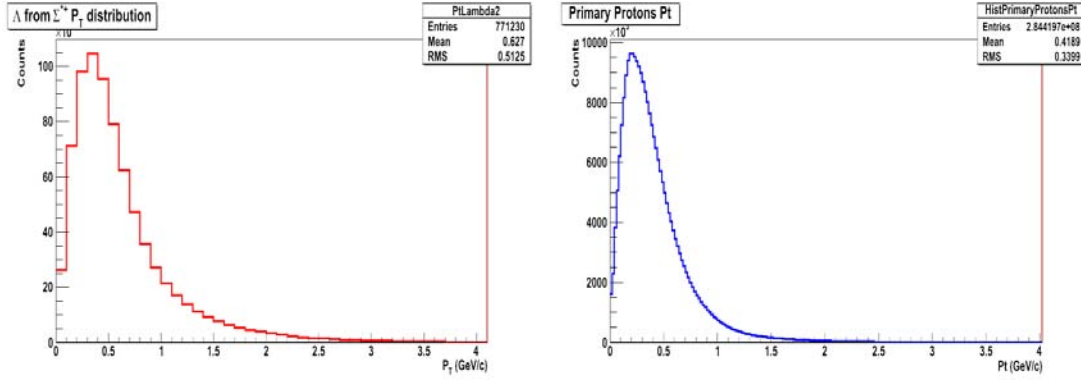 Λ from Σ*+ PT distribution
×10
Counts
PtLambda2
Entries 771230
Mean 0.627
RMS 0.5125
100
80
60
40
20
0
0 0.5 1 1.5 2 2.5 3 3.5 4
PT (GeV/c)
Primary Protons Pt
Counts
HistPrimaryProtonsPt
Entries 2.844197e+08
Mean 0.4189
RMS 0.3399
10000
8000
6000
4000
2000
0
0 0.5 1 1.5 2 2.5 3 3.5 4
Pt (GeV/c)